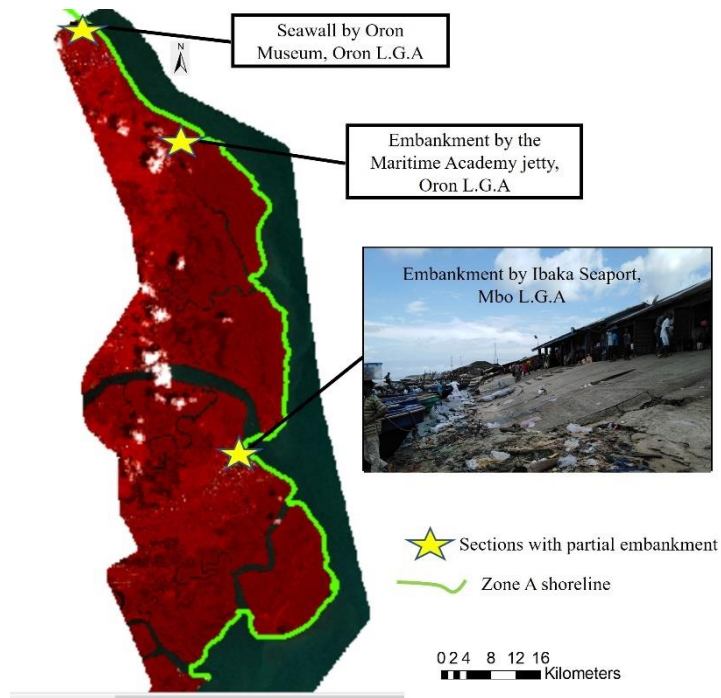 Seawall by Oron
Museum, Oron L.G.A
N
Embankment by the
Maritime Academy jetty,
Oron L.G.A
Embankment by Ibaka Seaport,
Mbo L.G.A
Sections with partial embankment
Zone A shoreline
0 2 4 8 12 16
Kilometers